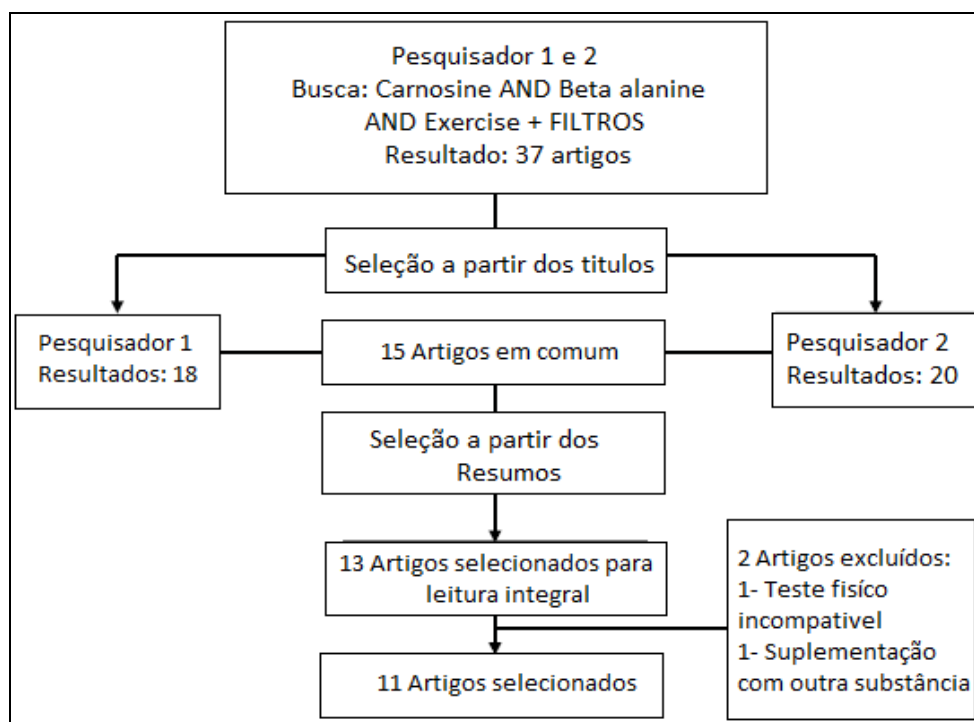 Pesquisador 1 e 2
Busca: Carnosine AND Beta alanine
AND Exercise + FILTROS
Resultado: 37 artigos
Seleção a partir dos titulos
Pesquisador 1
Resultados: 18
15 Artigos em comum
Pesquisador 2
Resultados: 20
Seleção a partir dos
Resumos
13 Artigos selecionados para
leitura integral
2 Artigos excluídos:
1- Teste fisíco
incompativel
1- Suplementação
com outra substância
11 Artigos selecionados